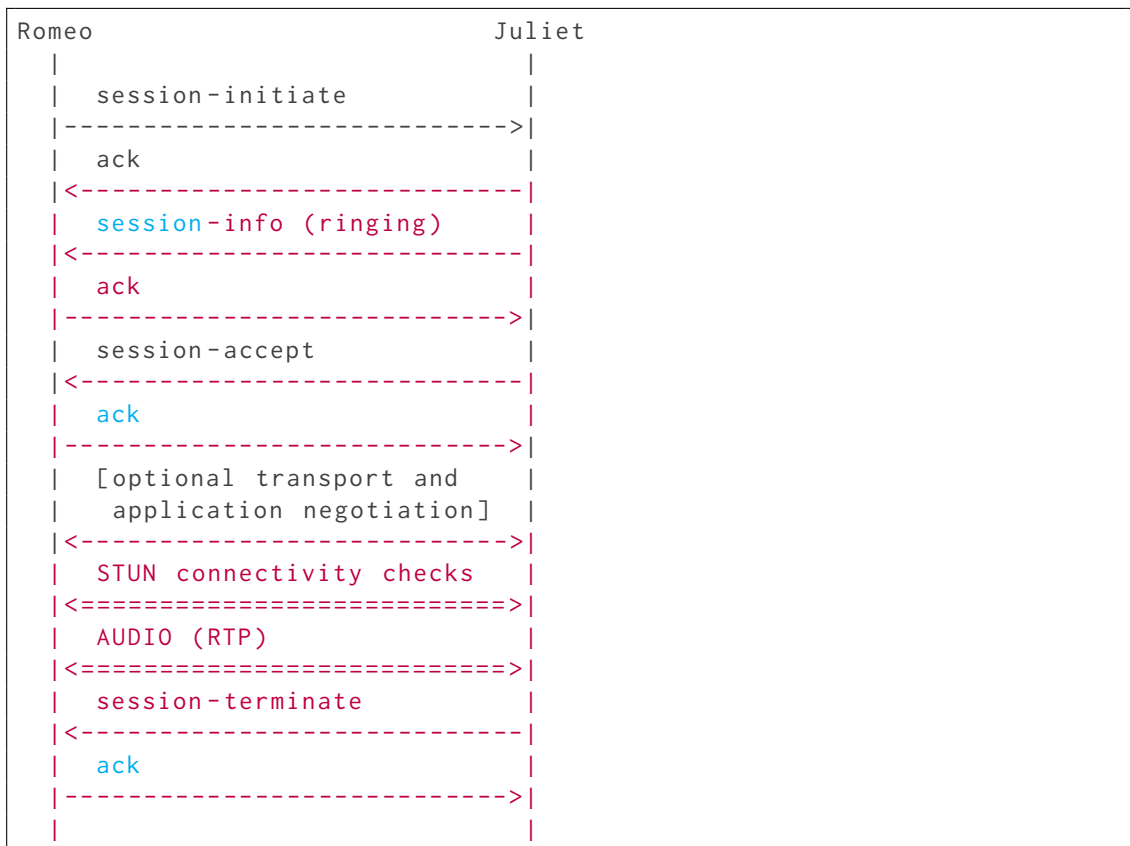 Romeo                         Juliet
  |                             |
  |  session-initiate           |
  |---------------------------->|
  |  ack                        |
  |<----------------------------|
  |  session-info (ringing)     |
  |<----------------------------|
  |  ack                        |
  |---------------------------->|
  |  session-accept             |
  |<----------------------------|
  |  ack                        |
  |---------------------------->|
  |  [optional transport and    |
  |   application negotiation]  |
  |<--------------------------->|
  |  STUN connectivity checks   |
  |<===========================>|
  |  AUDIO (RTP)                |
  |<===========================>|
  |  session-terminate          |
  |<----------------------------|
  |  ack                        |
  |---------------------------->|
  |                             |